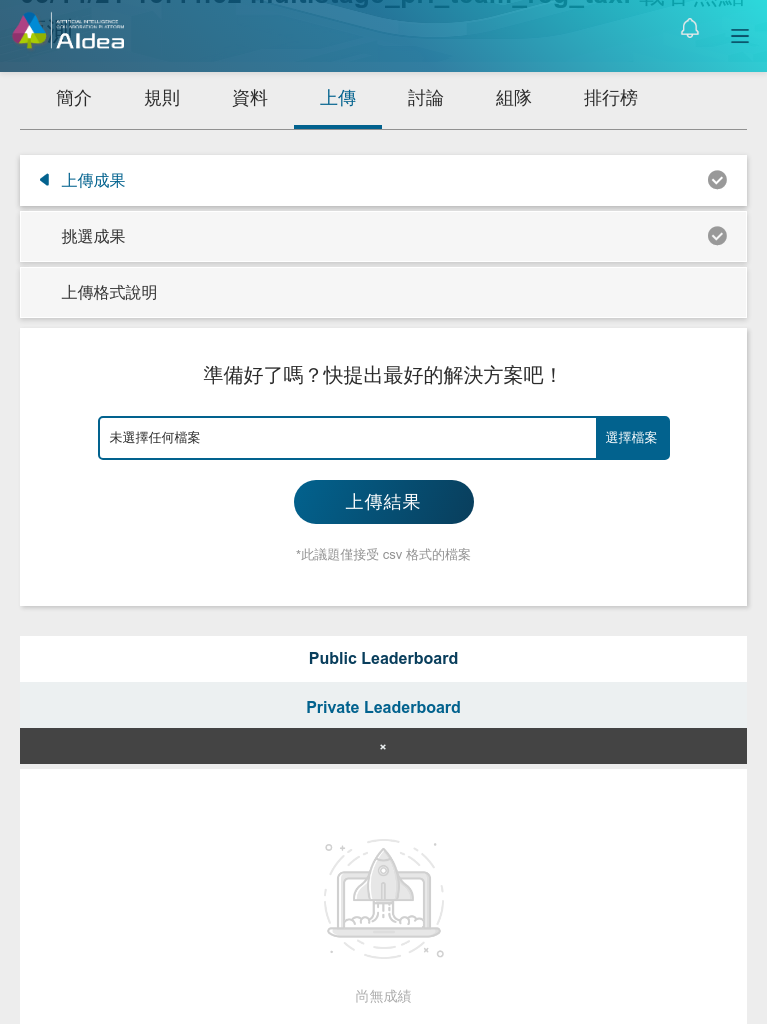 ARTIFICIAL INTELLIGENCE
COLLABORATION PLATFORM
AIdea
簡介
規則
資料
上傳
討論
組隊
排行榜
上傳成果
挑選成果
上傳格式說明
準備好了嗎？快提出最好的解決方案吧！
未選擇任何檔案
選擇檔案
上傳結果
*此議題僅接受 csv 格式的檔案
Public Leaderboard
Private Leaderboard
×
尚無成績